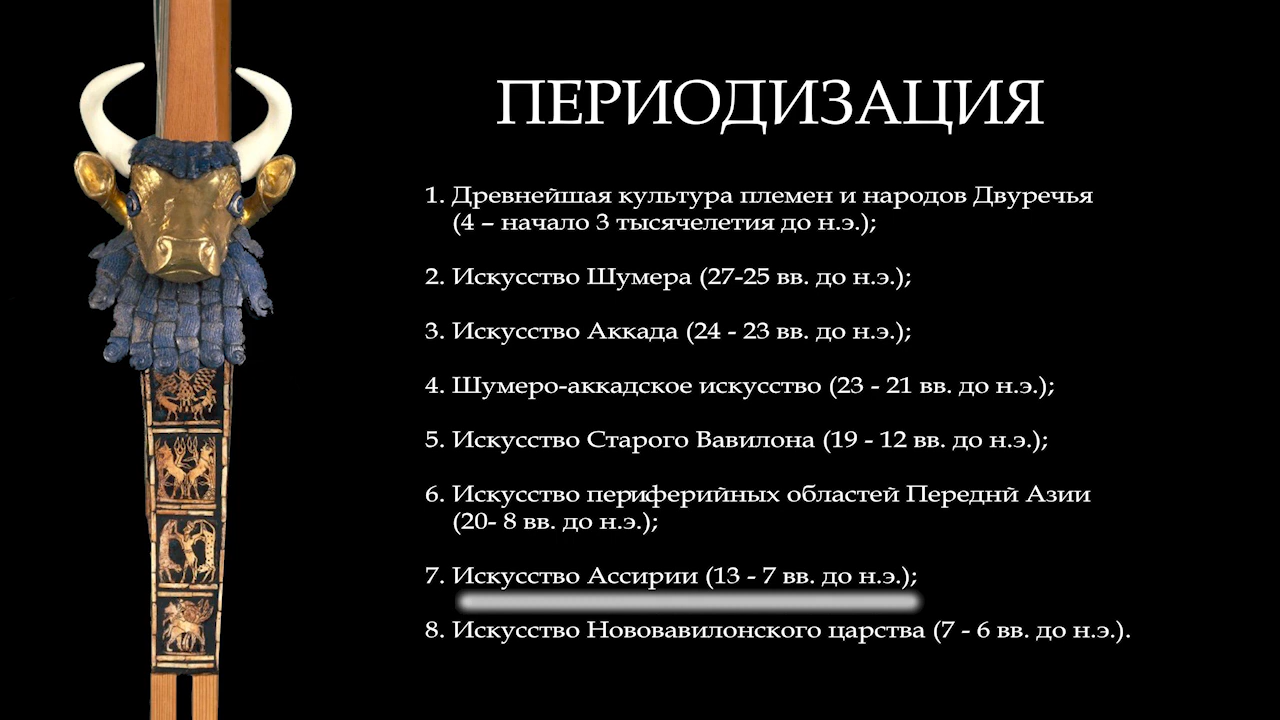 ПЕРИОДИЗАЦИЯ
1. Древнейшая культура племен и народов Двуречья
(4 – начало 3 тысячелетия до н.э.);
2. Искусство Шумера (27-25 вв. до н.э.);
3. Искусство Аккада (24 - 23 вв. до н.э.);
4. Шумеро-аккадское искусство (23 - 21 вв. до н.э.);
5. Искусство Старого Вавилона (19 - 12 вв. до н.э.);
6. Искусство периферийных областей Переднй Азии
(20- 8 вв. до н.э.);
7. Искусство Ассирии (13 - 7 вв. до н.э.);
8. Искусство Нововавилонского царства (7 - 6 вв. до н.э.).